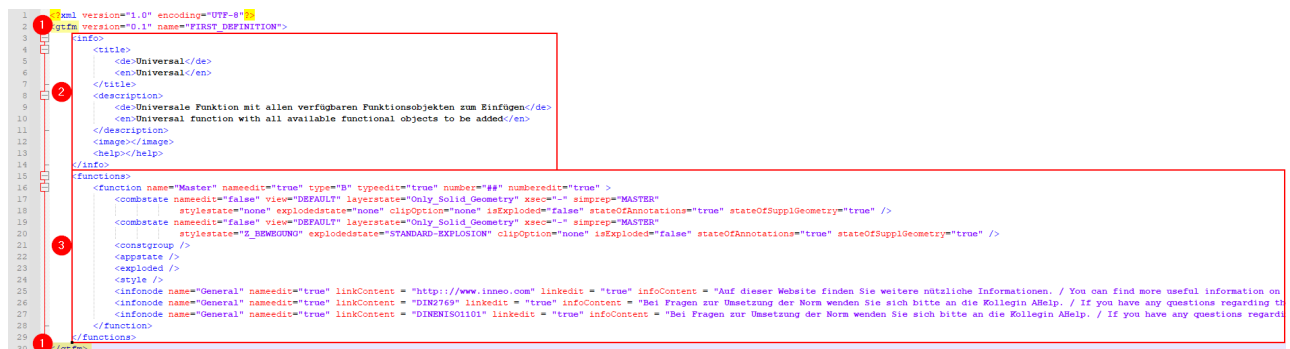 1 <?xml version="1.0" encoding="UTF-8"?>
2 <gtfm version="0.1" name="FIRST_DEFINITION">
1
3 <info>
4 <title>
5 <de>Universal</de>
6 <en>Universal</en>
7 </title>
8 <description>
2
9 <de>Universale Funktion mit allen verfügbaren Funktionsobjekten zum Einfügen</de>
10 <en>Universal function with all available functional objects to be added</en>
11 </description>
12 <image></image>
13 <help></help>
14 </info>
15 <functions>
16 <function name="Master" nameedit="true" type="B" typeedit="true" number="##" numberedit="true" >
17 <combstate nameedit="false" view="DEFAULT" layerstate="Only_Solid_Geometry" xsec="-" simprep="MASTER"
18 stylestate="none" explodedstate="none" clipOption="none" isExploded="false" stateOfAnnotations="true" stateOfSupplGeometry="true" />
19 <combstate nameedit="false" view="DEFAULT" layerstate="Only_Solid_Geometry" xsec="-" simprep="MASTER"
20 stylestate="Z_BEWEGUNG" explodedstate="STANDARD-EXPLOSION" clipOption="none" isExploded="false" stateOfAnnotations="true" stateOfSupplGeometry="true" />
21 <constgroup />
3
22 <appstate />
23 <exploded />
24 <style />
25 <infonode name="General" nameedit="true" linkContent = "http:://www.inneo.com" linkedit = "true" infoContent = "Auf dieser Website finden Sie weitere nützliche Informationen. / You can find more useful information on
26 <infonode name="General" nameedit="true" linkContent = "DIN2769" linkedit = "true" infoContent = "Bei Fragen zur Umsetzung der Norm wenden Sie sich bitte an die Kollegin AHelp. / If you have any questions regarding th
27 <infonode name="General" nameedit="true" linkContent = "DINENISO1101" linkedit = "true" infoContent = "Bei Fragen zur Umsetzung der Norm wenden Sie sich bitte an die Kollegin AHelp. / If you have any questions regardi
28 </function>
29 </functions>
1
30 </gtfm>